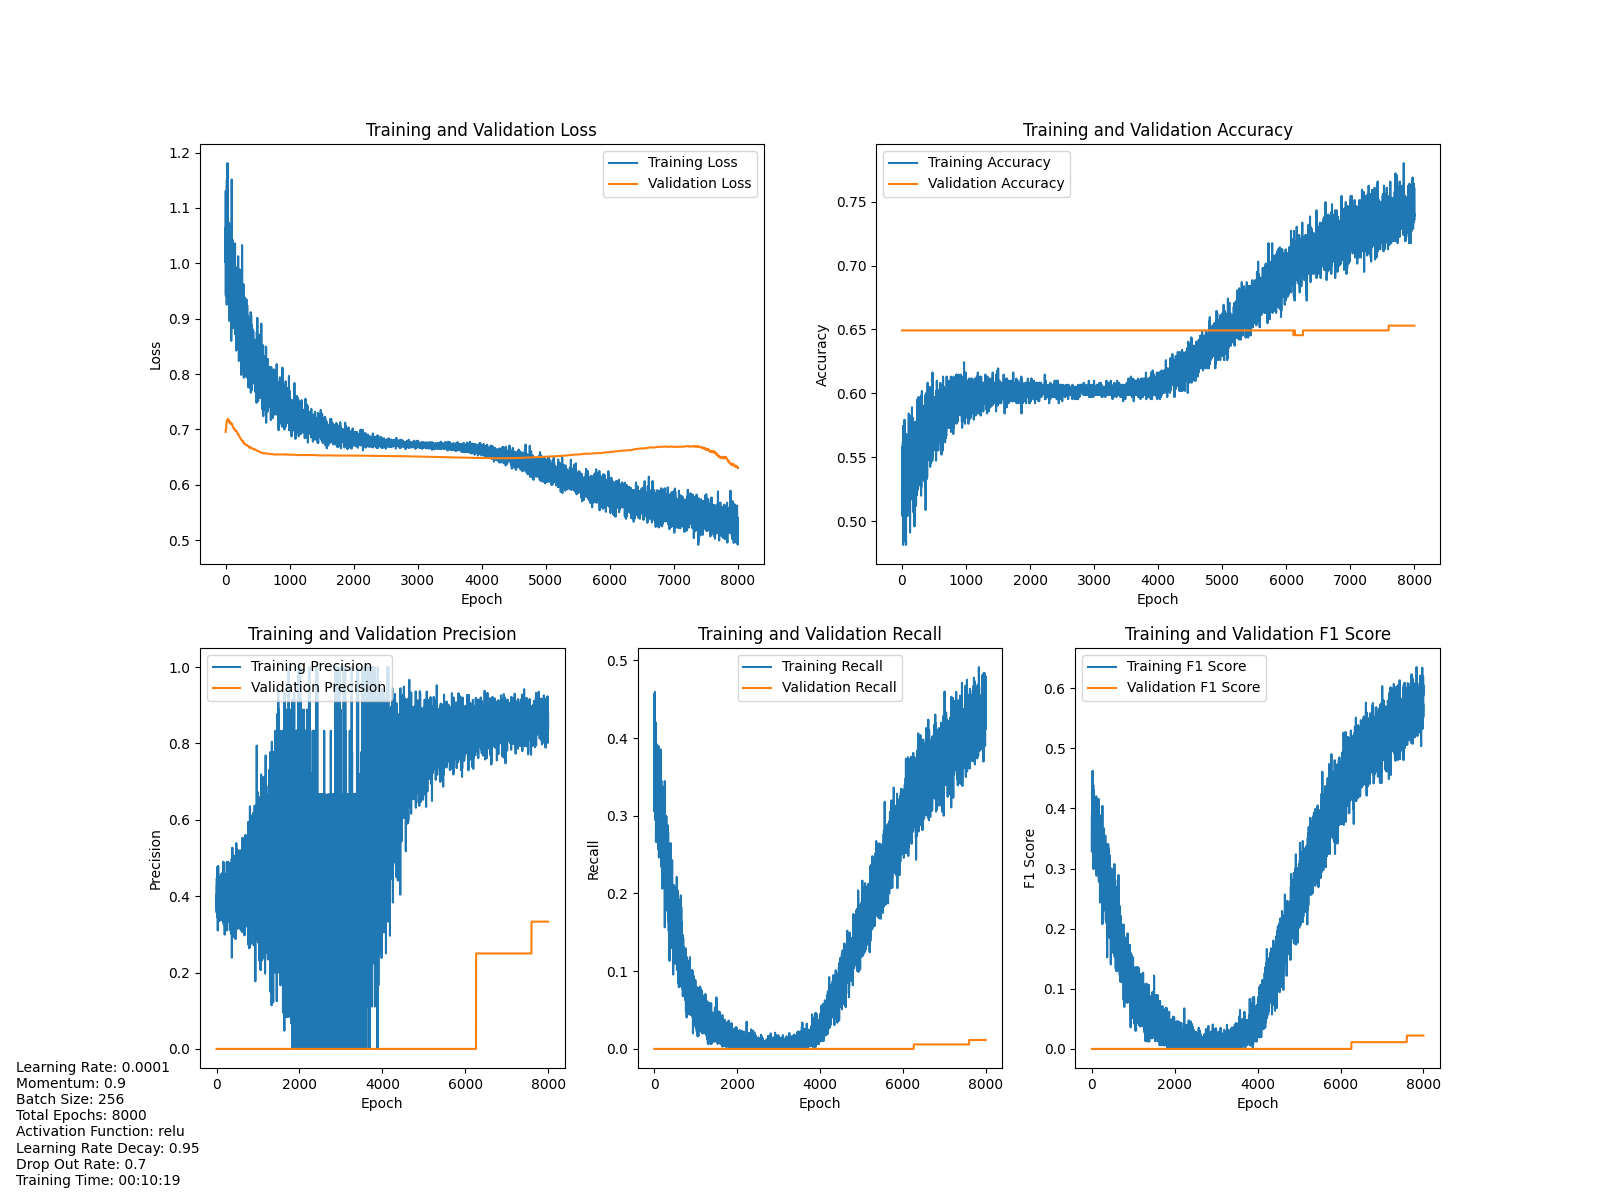 Training and Validation Loss
1.2
1.1
1.0
0.9
0.8
0.7
0.6
0.5
Loss
Training Loss
Validation Loss
0 1000 2000 3000 4000 5000 6000 7000 8000
Epoch
Training and Validation Accuracy
0.75
0.70
0.65
0.60
0.55
0.50
Accuracy
Training Accuracy
Validation Accuracy
0 1000 2000 3000 4000 5000 6000 7000 8000
Epoch
Training and Validation Precision
1.0
0.8
0.6
0.4
0.2
0.0
Precision
Training Precision
Validation Precision
0 2000 4000 6000 8000
Epoch
Training and Validation Recall
0.5
0.4
0.3
0.2
0.1
0.0
Recall
Training Recall
Validation Recall
0 2000 4000 6000 8000
Epoch
Training and Validation F1 Score
0.6
0.5
0.4
0.3
0.2
0.1
0.0
F1 Score
Training F1 Score
Validation F1 Score
0 2000 4000 6000 8000
Epoch
Learning Rate: 0.0001
Momentum: 0.9
Batch Size: 256
Total Epochs: 8000
Activation Function: relu
Learning Rate Decay: 0.95
Drop Out Rate: 0.7
Training Time: 00:10:19